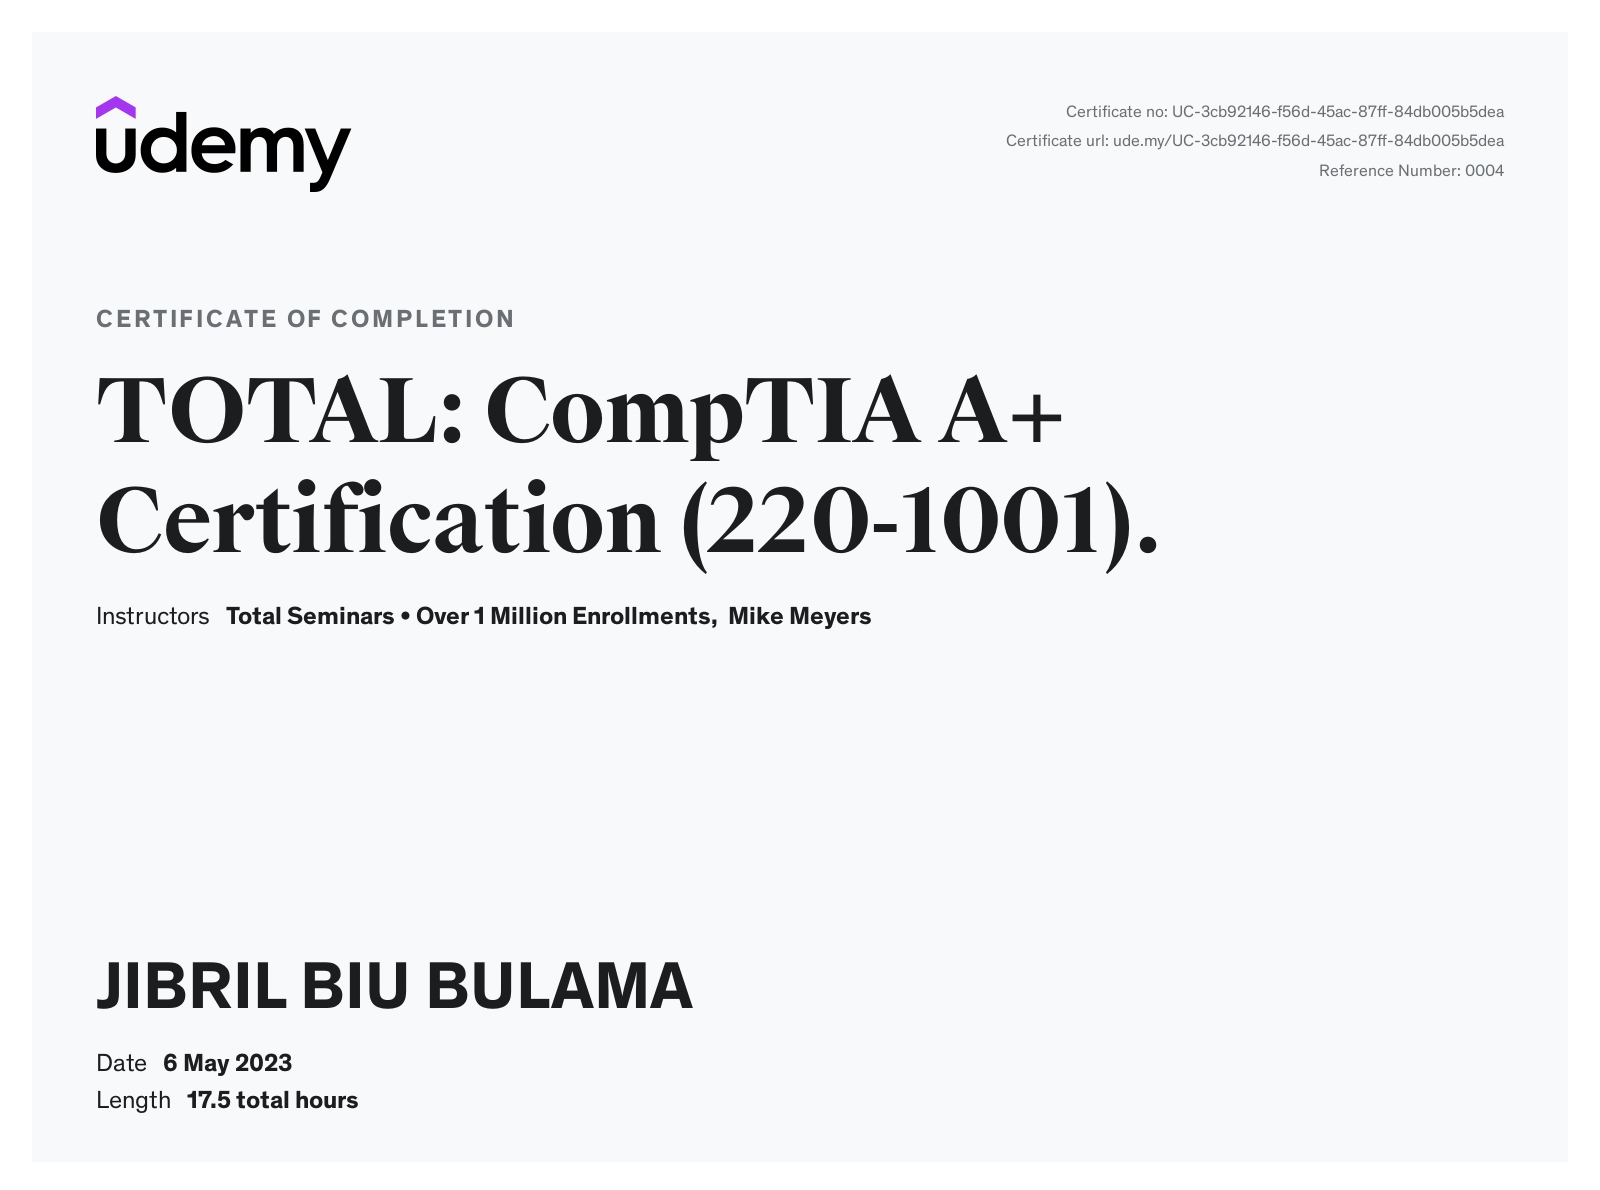 udemy
Certificate no: UC-3cb92146-f56d-45ac-87ff-84db005b5dea
Certificate url: ude.my/UC-3cb92146-f56d-45ac-87ff-84db005b5dea
Reference Number: 0004
CERTIFICATE OF COMPLETION
TOTAL: CompTIA A+
Certification (220-1001).
Instructors Total Seminars • Over 1 Million Enrollments, Mike Meyers
JIBRIL BIU BULAMA
Date 6 May 2023
Length 17.5 total hours